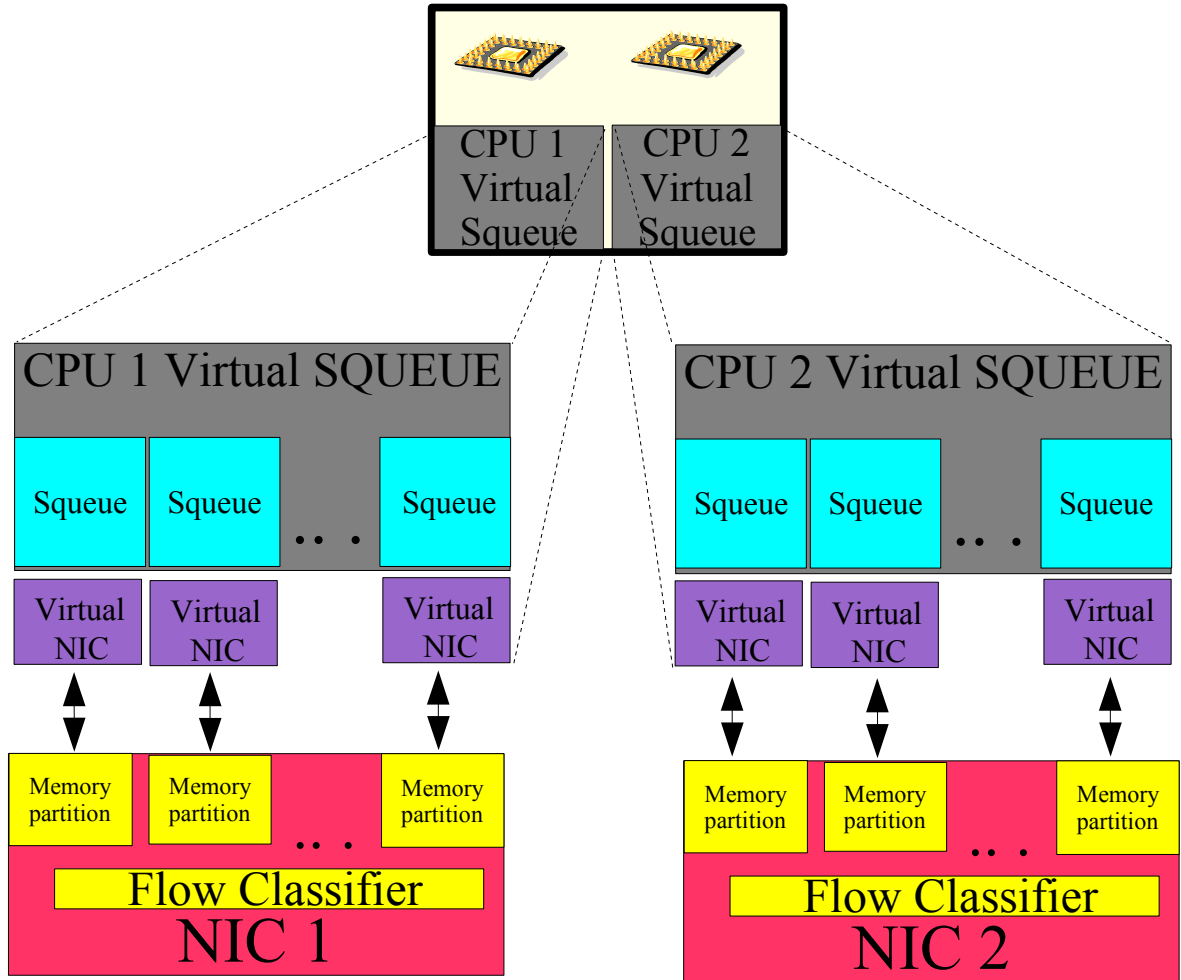 CPU 1
Virtual
Squeue
CPU 2
Virtual
Squeue
CPU 1 Virtual SQUEUE
Squeue
Squeue
.. .
Squeue
Virtual
NIC
Virtual
NIC
Virtual
NIC
Memory
partition
Memory
partition
.. .
Memory
partition
Flow Classifier
NIC 1
CPU 2 Virtual SQUEUE
Squeue
Squeue
.. .
Squeue
Virtual
NIC
Virtual
NIC
Virtual
NIC
Memory
partition
Memory
partition
.. .
Memory
partition
Flow Classifier
NIC 2